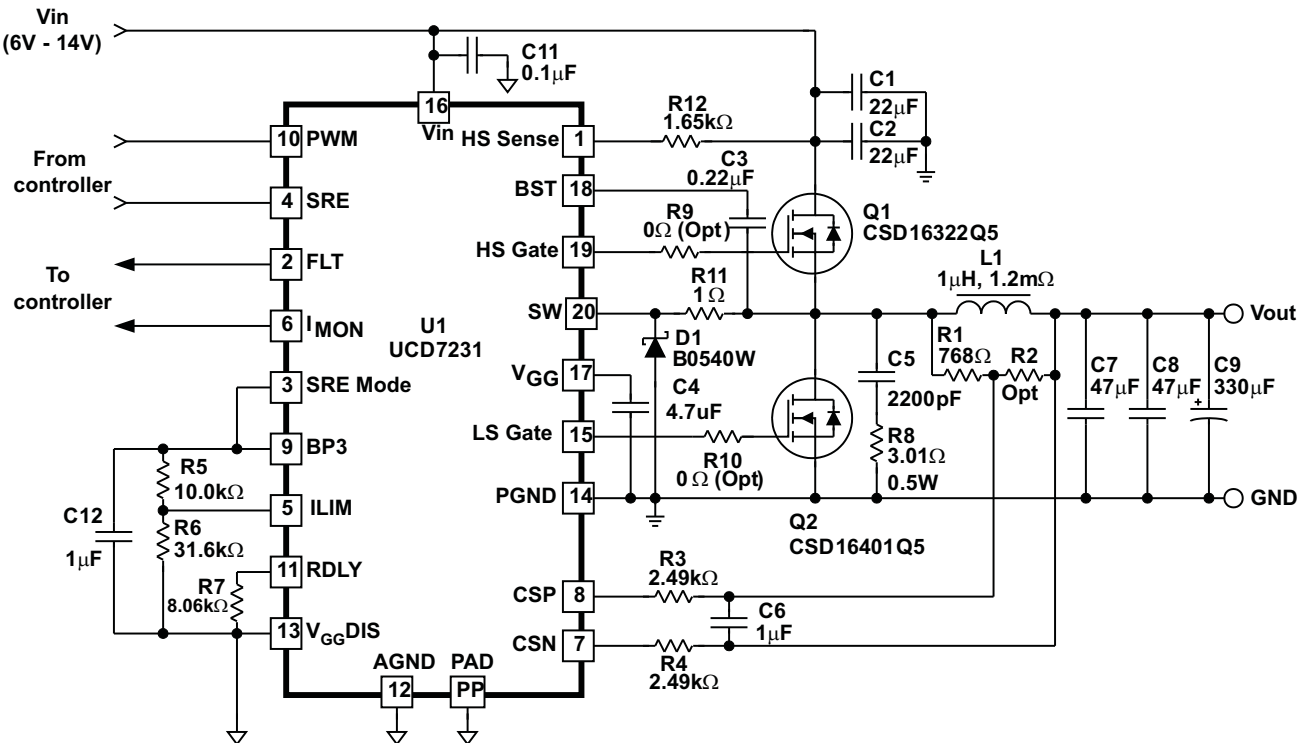 Vin
(6V - 14V)
C11
0.1μF
16
Vin
C1
22μF
C2
22μF
R12
1.65kΩ
10
PWM
HS Sense
1
From
controller
4
SRE
BST
18
C3
0.22μF
R9
0Ω (Opt)
Q1
CSD16322Q5
HS Gate
19
To
controller
2
FLT
L1
1μH, 1.2mΩ
R11
1 Ω
SW
20
Vout
6
IMON
U1
UCD7231
D1
B0540W
R1
768Ω
R2
Opt
C5
2200pF
C7
47μF
C8
47μF
C9
330μF
+
VGG
17
C4
4.7uF
3
SRE Mode
LS Gate
15
R10
0 Ω (Opt)
R8
3.01Ω
0.5W
9
BP3
R5
10.0kΩ
5
ILIM
PGND
14
GND
Q2
CSD16401Q5
C12
1μF
R6
31.6kΩ
11
RDLY
R7
8.06kΩ
13
VGGDIS
CSP
8
R3
2.49kΩ
C6
1μF
CSN
7
R4
2.49kΩ
AGND
12
PAD
PP